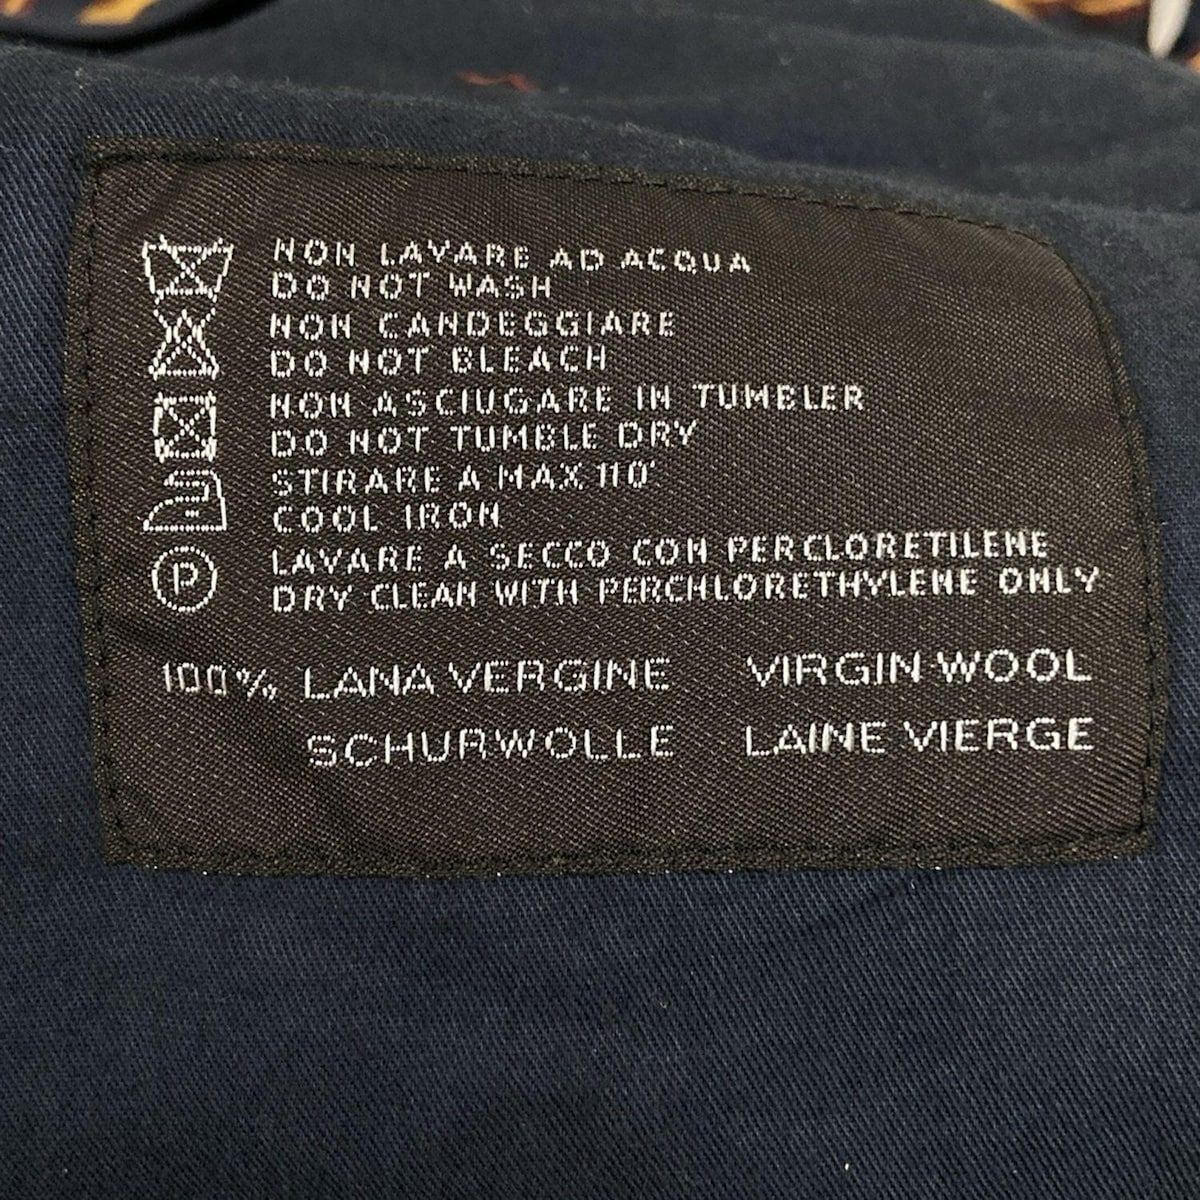 NON LAVARE AD ACQUA
DO NOT WASH
NON CANDEGGIARE
DO NOT BLEACH
NON ASCIUGARE IN TUMBLER
DO NOT TUMBLE DRY
STIRARE A MAX 110°
COOL IRON
P LAVARE A SECCO CON PERCLORETILENE
DRY CLEAN WITH PERCHLORETHYLENE ONLY
100% LANA VERGINE VIRGIN WOOL
SCHURWOLLE LAINE VIERGE